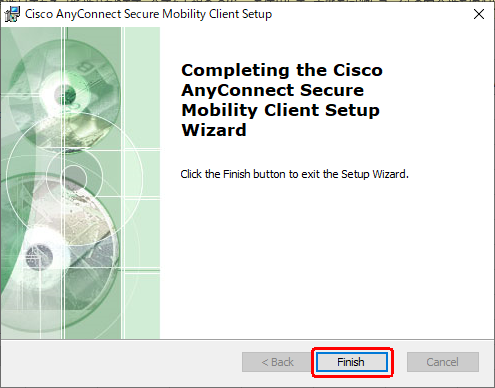 Cisco AnyConnect Secure Mobility Client Setup
Completing the Cisco
AnyConnect Secure
Mobility Client Setup
Wizard
Click the Finish button to exit the Setup Wizard.
< Back
Finish
Cancel